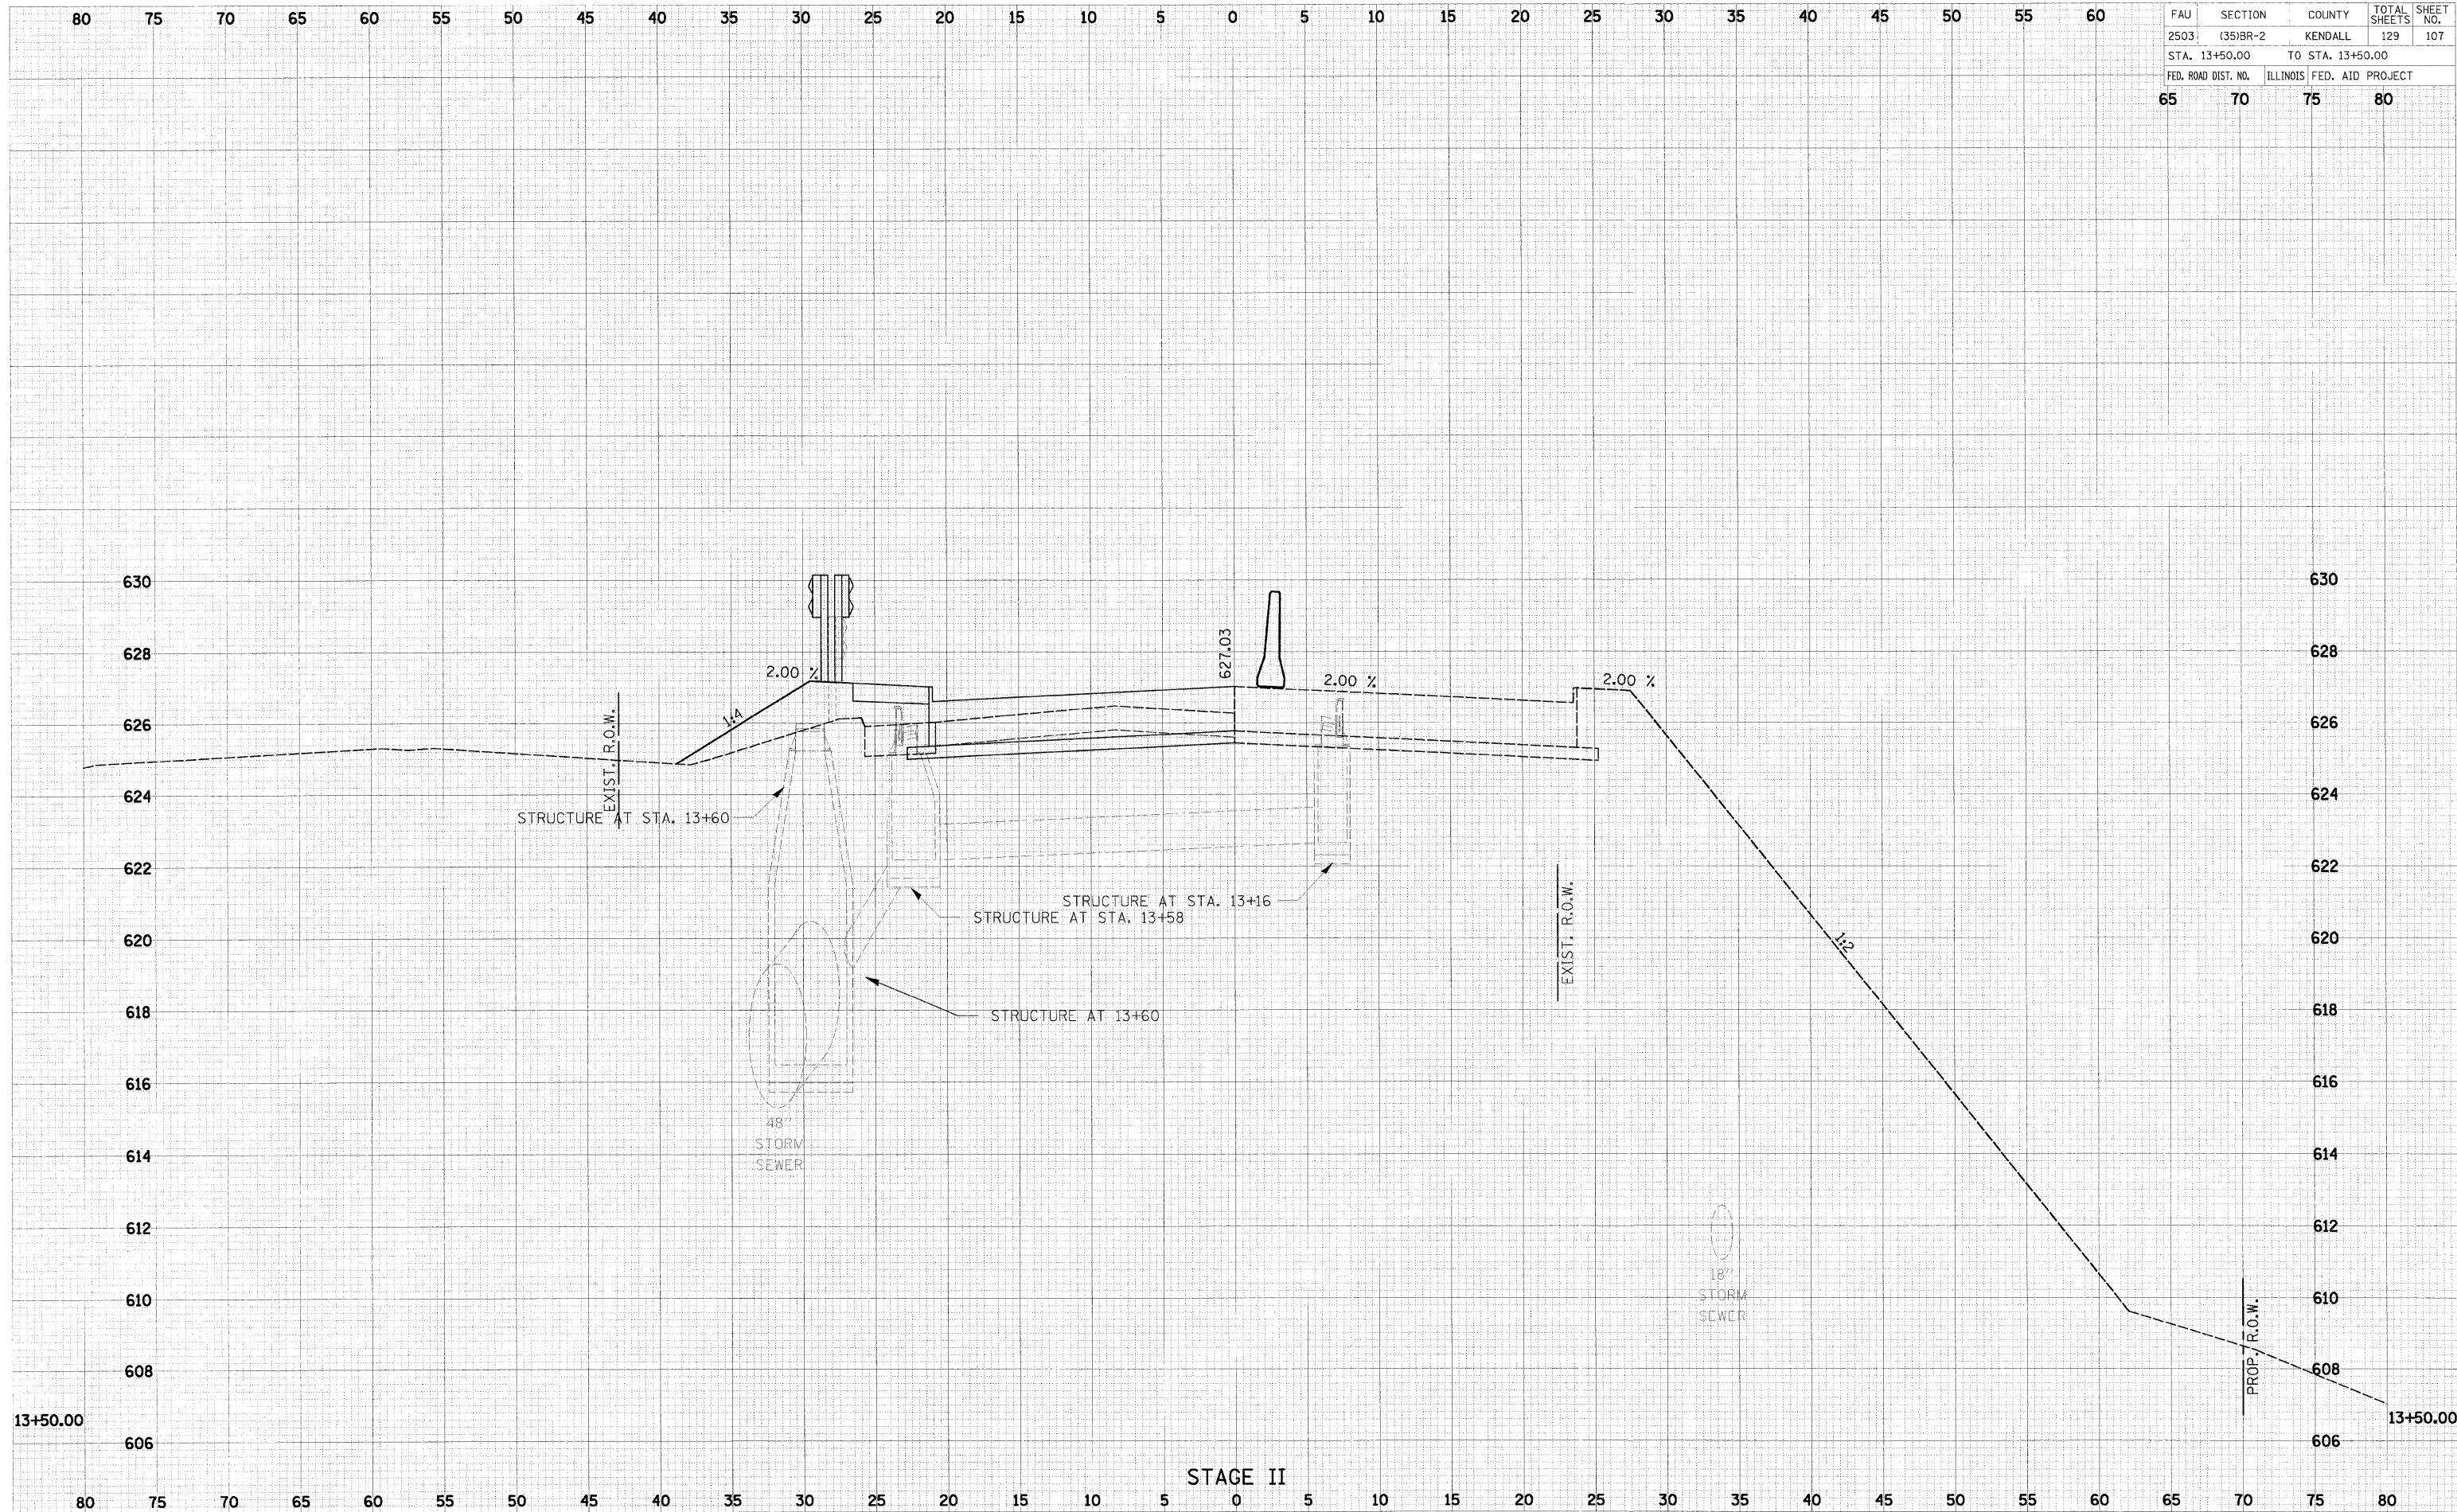 80 75 70 65 60 55 50 45 40 35 30 25 20 15 10 5 0 5 10 15 20 25 30 35 40 45 50 55 60
FAU SECTION COUNTY TOTAL SHEETS SHEET NO.
2503 (35)BR-2 KENDALL 129 107
STA. 13+50.00 TO STA. 13+50.00
FED. ROAD DIST. NO. ILLINOIS FED. AID PROJECT
65 70 75 80
630 630
628 628
627.03
2.00 %
2.00 %
2.00 %
626 626
1:4
EXIST. R.O.W.
624 624
STRUCTURE AT STA. 13+60
622 622
STRUCTURE AT STA. 13+16
STRUCTURE AT STA. 13+58
EXIST. R.O.W.
620 620
1:2
618 618
STRUCTURE AT 13+60
616 616
48"
STORM
SEWER
614 614
612 612
18"
STORM
SEWER
610 610
608 608
PROP. R.O.W.
13+50.00 13+50.00
606 606
STAGE II
80 75 70 65 60 55 50 45 40 35 30 25 20 15 10 5 0 5 10 15 20 25 30 35 40 45 50 55 60 65 70 75 80